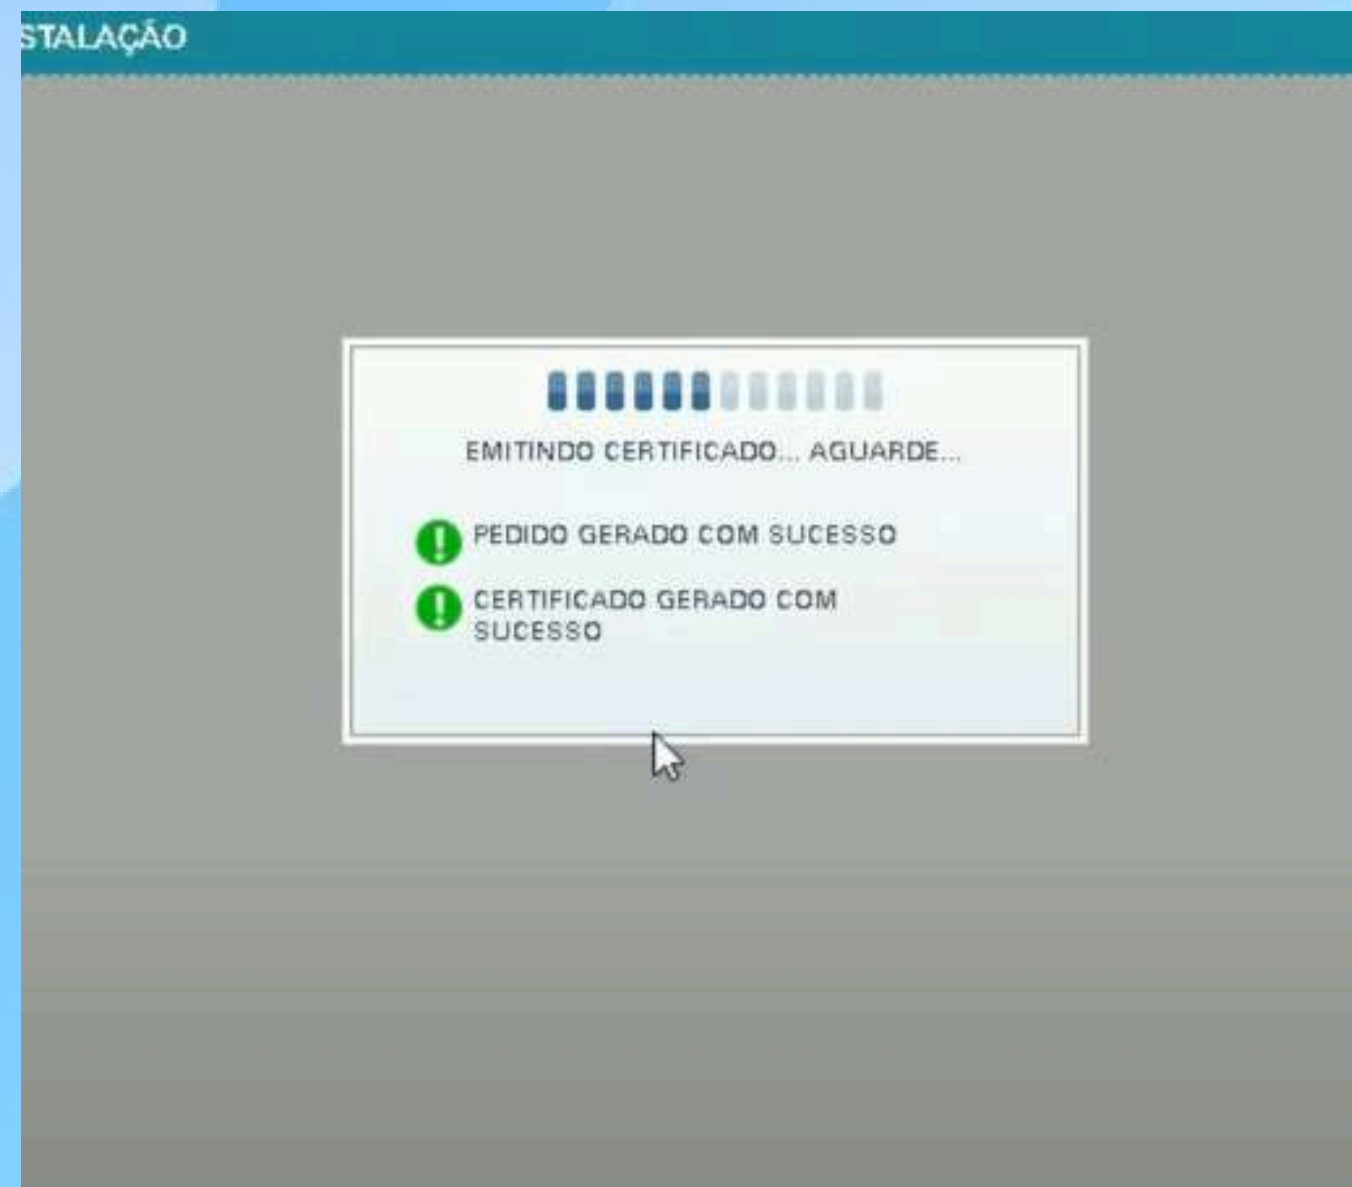 STALAÇÃO
EMITINDO CERTIFICADO... AGUARDE...
PEDIDO GERADO COM SUCESSO
CERTIFICADO GERADO COM
SUCESSO